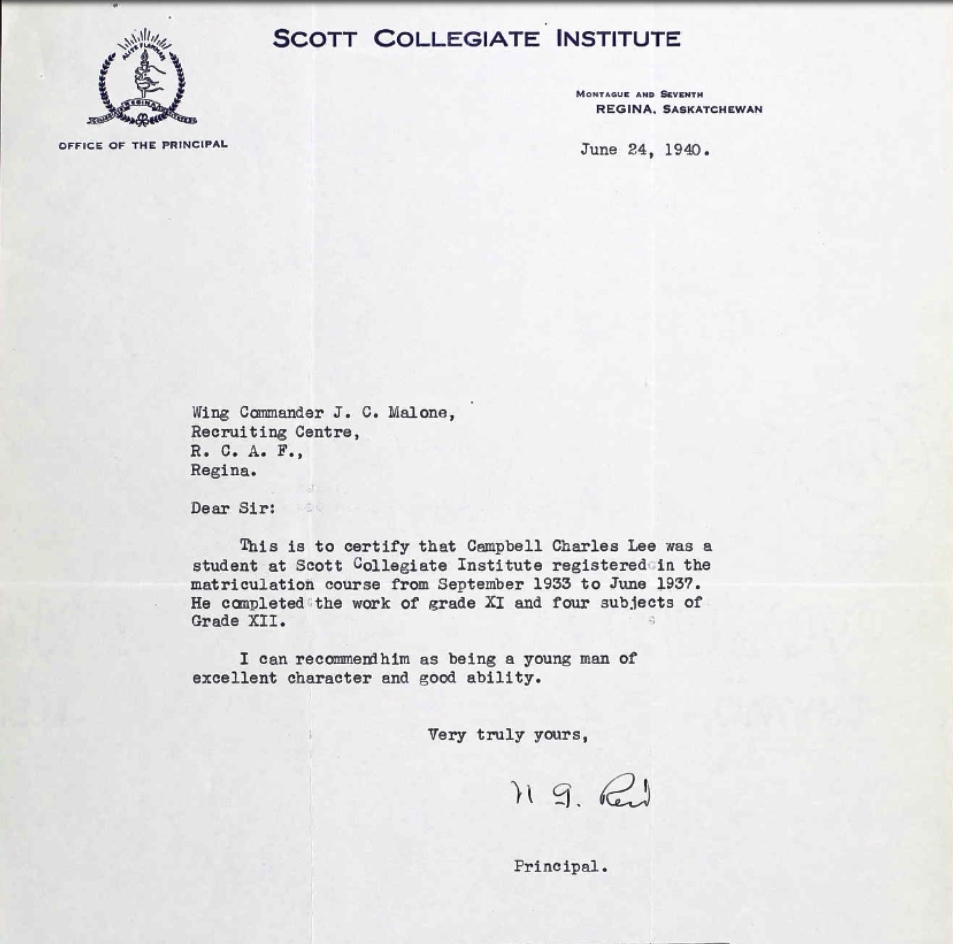 SCOTT COLLEGIATE INSTITUTE
MONTAGUE AND SEVENTH
REGINA, SASKATCHEWAN
REGINA
OFFICE OF THE PRINCIPAL
June 24, 1940.
Wing Commander J. C. Malone,
Recruiting Centre,
R. C. A. F.,
Regina.
Dear Sir:
This is to certify that Campbell Charles Lee was a
student at Scott Collegiate Institute registered in the
matriculation course from September 1933 to June 1937.
He completed the work of grade XI and four subjects of
Grade XII.
I can recommend him as being a young man of
excellent character and good ability.
Very truly yours,
N G. Reid
Principal.